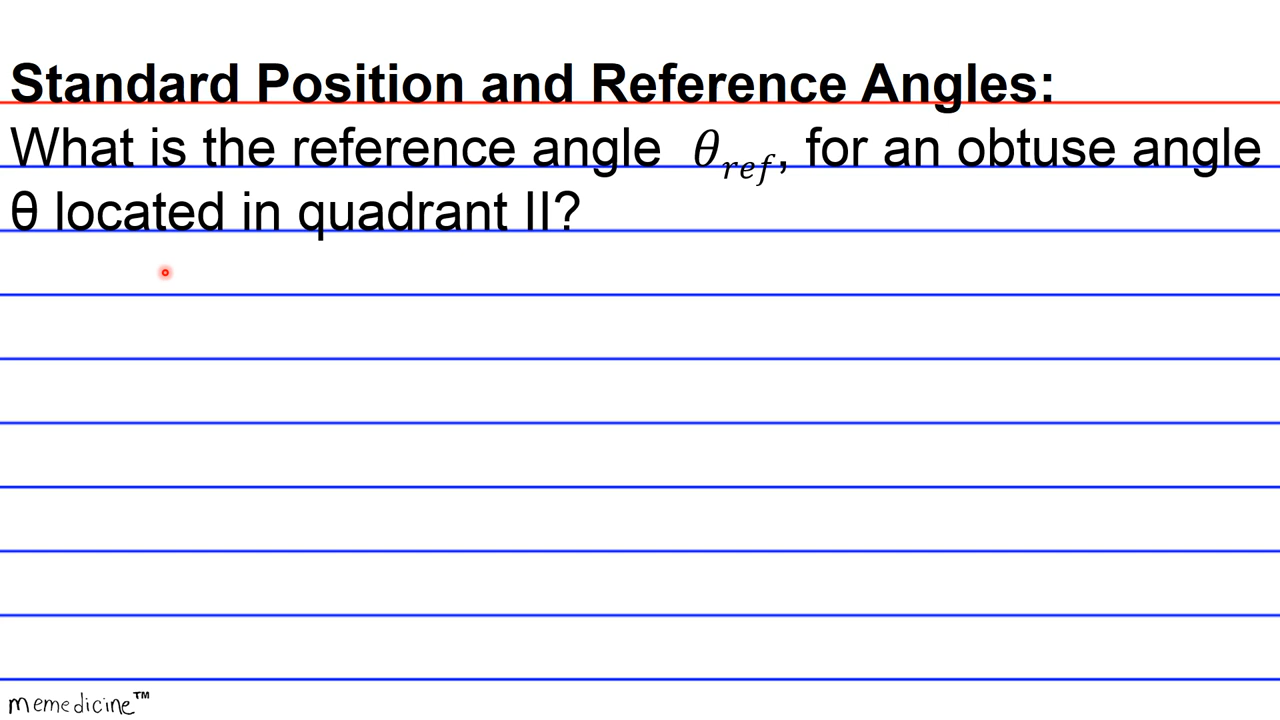 Standard Position and Reference Angles:
What is the reference angle θref, for an obtuse angle
θ located in quadrant II?
memedicine™